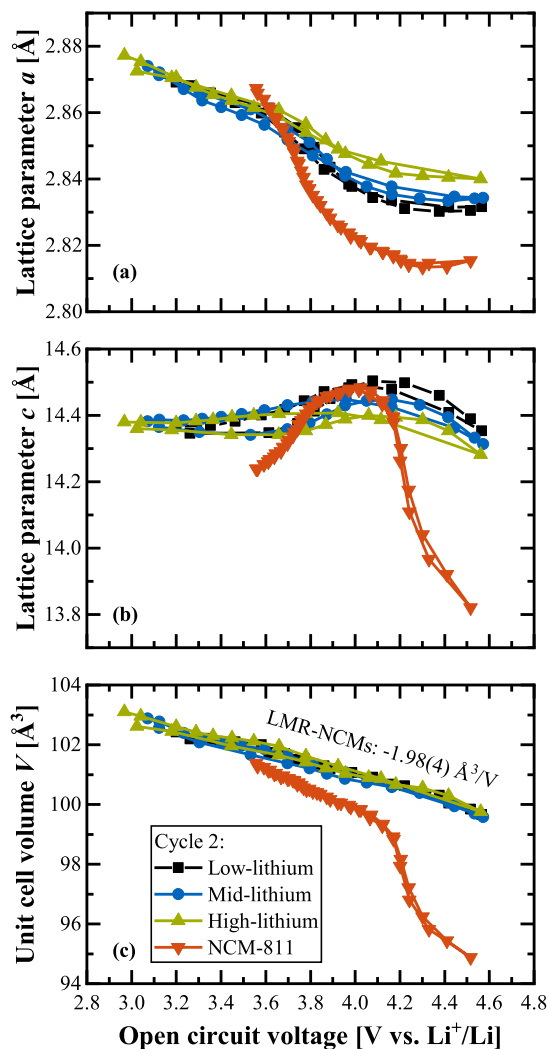 2.88
2.86
2.84
2.82
2.80
Lattice parameter a [Å]
(a)
14.6
14.4
14.2
14.0
13.8
Lattice parameter c [Å]
(b)
104
102
100
98
96
94
Unit cell volume V [Å³]
LMR-NCMs: -1.98(4) Å³/V
Cycle 2:
Low-lithium
Mid-lithium
High-lithium
NCM-811
(c)
2.8 3.0 3.2 3.4 3.6 3.8 4.0 4.2 4.4 4.6 4.8
Open circuit voltage [V vs. Li⁺/Li]